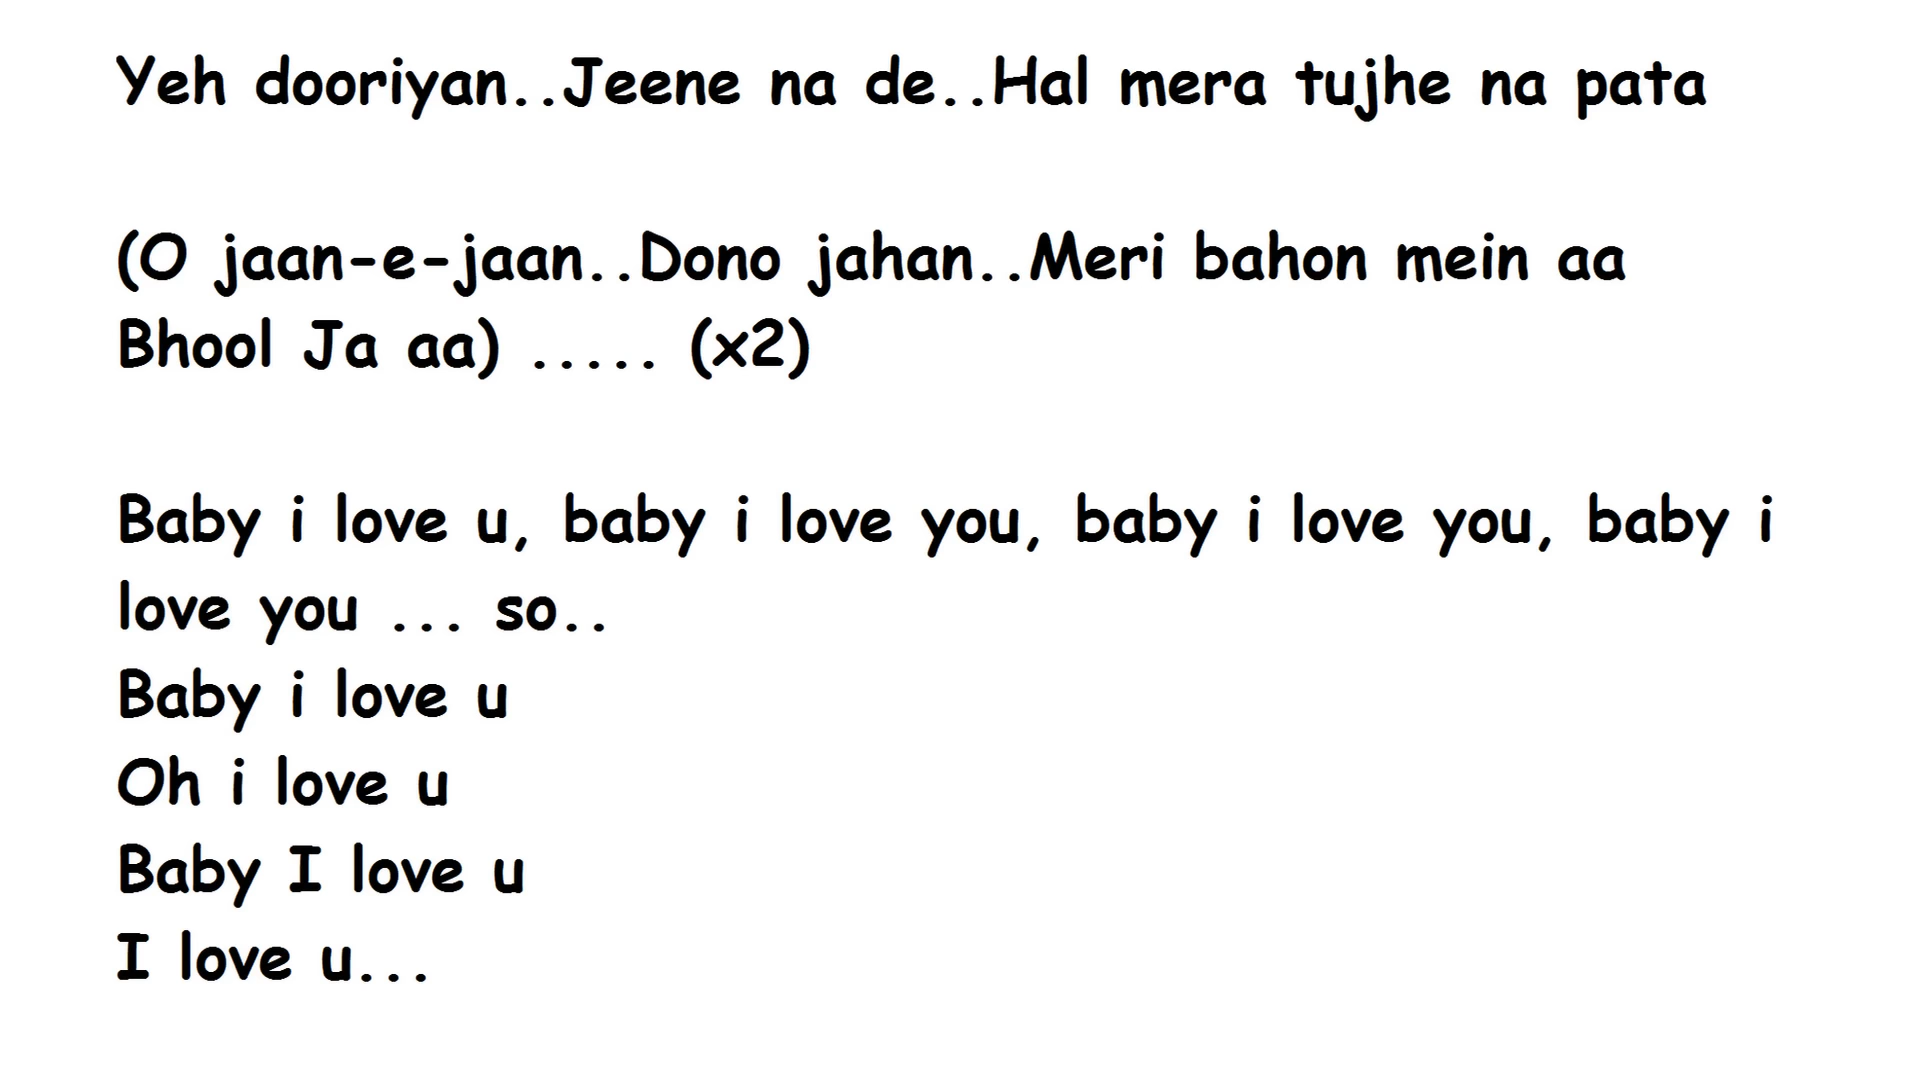 Yeh dooriyan..Jeene na de..Hal mera tujhe na pata
(O jaan-e-jaan..Dono jahan..Meri bahon mein aa
Bhool Ja aa) ..... (x2)
Baby i love u, baby i love you, baby i love you, baby i
love you ... so..
Baby i love u
Oh i love u
Baby I love u
I love u...